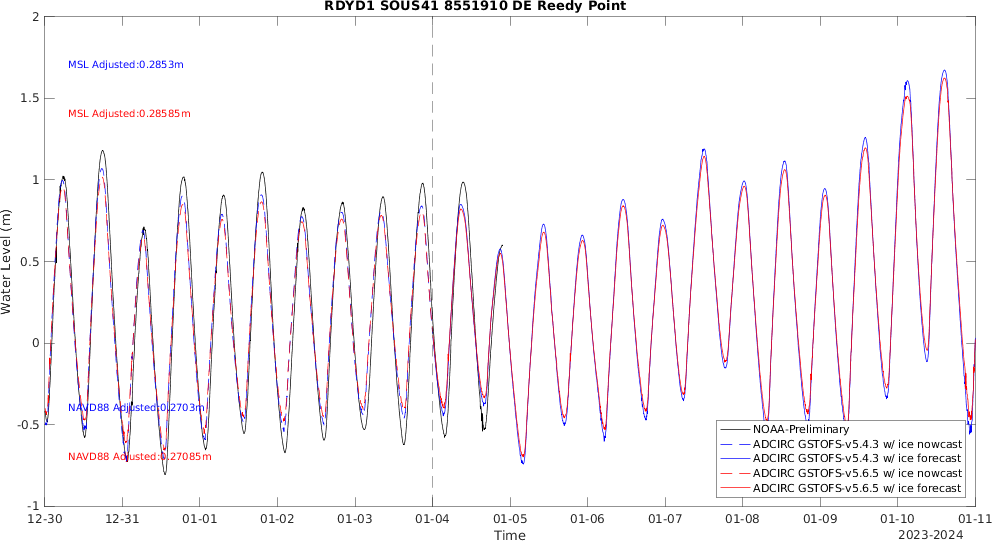 RDYD1 SOUS41 8551910 DE Reedy Point
Water Level (m)
2
1.5
1
0.5
0
-0.5
-1
MSL Adjusted:0.2853m
MSL Adjusted:0.28585m
NAVD88 Adjusted:0.2703m
NAVD88 Adjusted:0.27085m
NOAA-Preliminary
ADCIRC GSTOFS-v5.4.3 w/ ice nowcast
ADCIRC GSTOFS-v5.4.3 w/ ice forecast
ADCIRC GSTOFS-v5.6.5 w/ ice nowcast
ADCIRC GSTOFS-v5.6.5 w/ ice forecast
12-30 12-31 01-01 01-02 01-03 01-04 01-05 01-06 01-07 01-08 01-09 01-10 01-11
Time
2023-2024